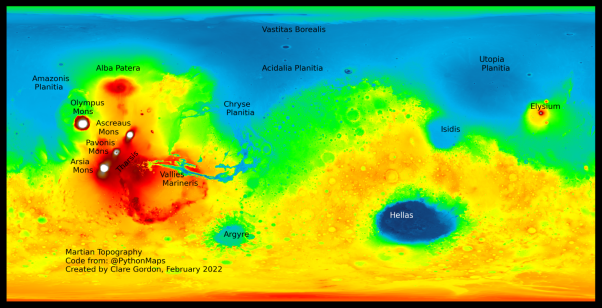 Vastitas Borealis
Utopia
Planitia
Alba Patera
Acidalia Planitia
Amazonis
Planitia
Olympus
Mons
Chryse
Planitia
Elysium
Ascreaus
Mons
Isidis
Pavonis
Mons
Arsia
Mons
Tharsis
Vallies
Marineris
Hellas
Argyre
Martian Topography
Code from: @PythonMaps
Created by Clare Gordon, February 2022